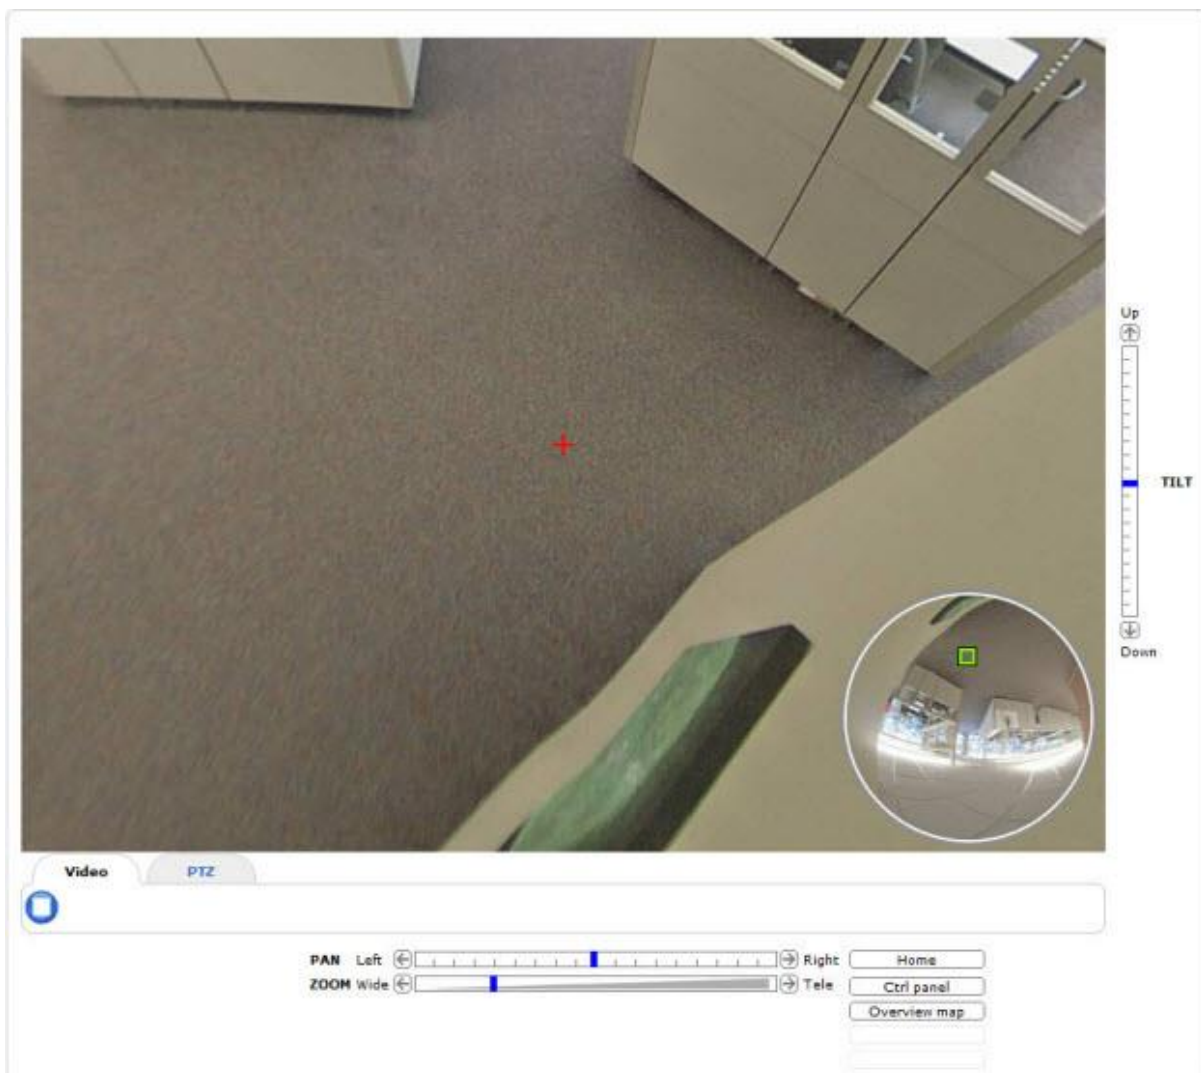 Up
TILT
Down
Video PTZ
PAN Left Right Home
ZOOM Wide Tele Ctrl panel
Overview map